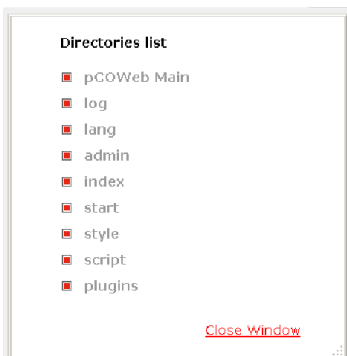 Directories list
pCOWeb Main
log
lang
admin
index
start
style
script
plugins
Close Window